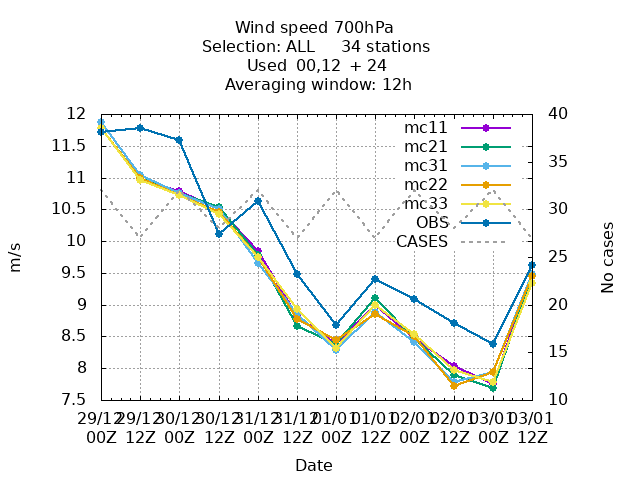 Wind speed 700hPa
Selection: ALL 34 stations
Used 00,12 + 24
Averaging window: 12h
12
11.5
11
10.5
10
9.5
9
8.5
8
7.5
m/s
40
35
30
25
20
15
10
No cases
mc11
mc21
mc31
mc22
mc33
OBS
CASES
29/12 29/12 30/12 30/12 31/12 31/12 01/01 01/01 02/01 02/01 03/01 03/01
00Z 12Z 00Z 12Z 00Z 12Z 00Z 12Z 00Z 12Z 00Z 12Z
Date